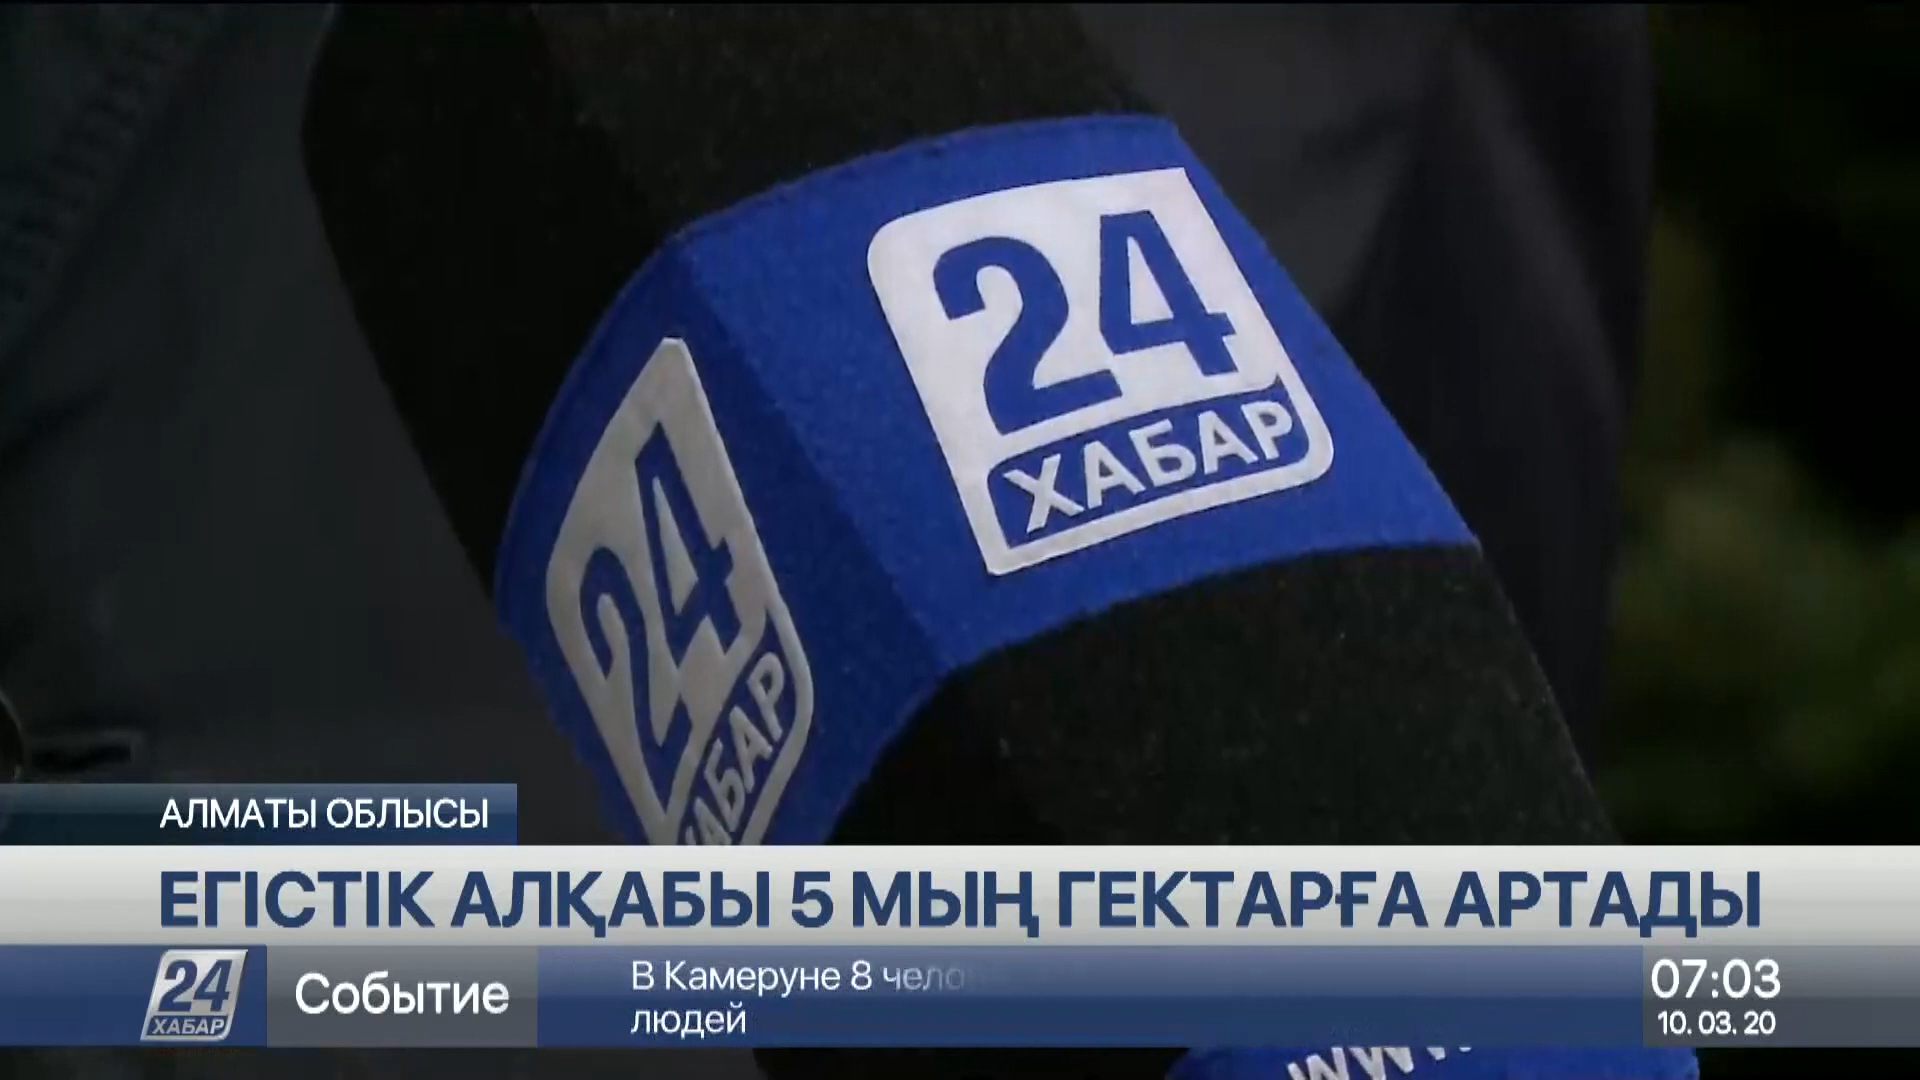 24
ХАБАР
24
ХАБАР
АЛМАТЫ ОБЛЫСЫ
ЕГІСТІК АЛҚАБЫ 5 МЫҢ ГЕКТАРҒА АРТАДЫ
24
ХАБАР
Событие
В Камеруне 8
людей
07:03
10. 03. 20
www.